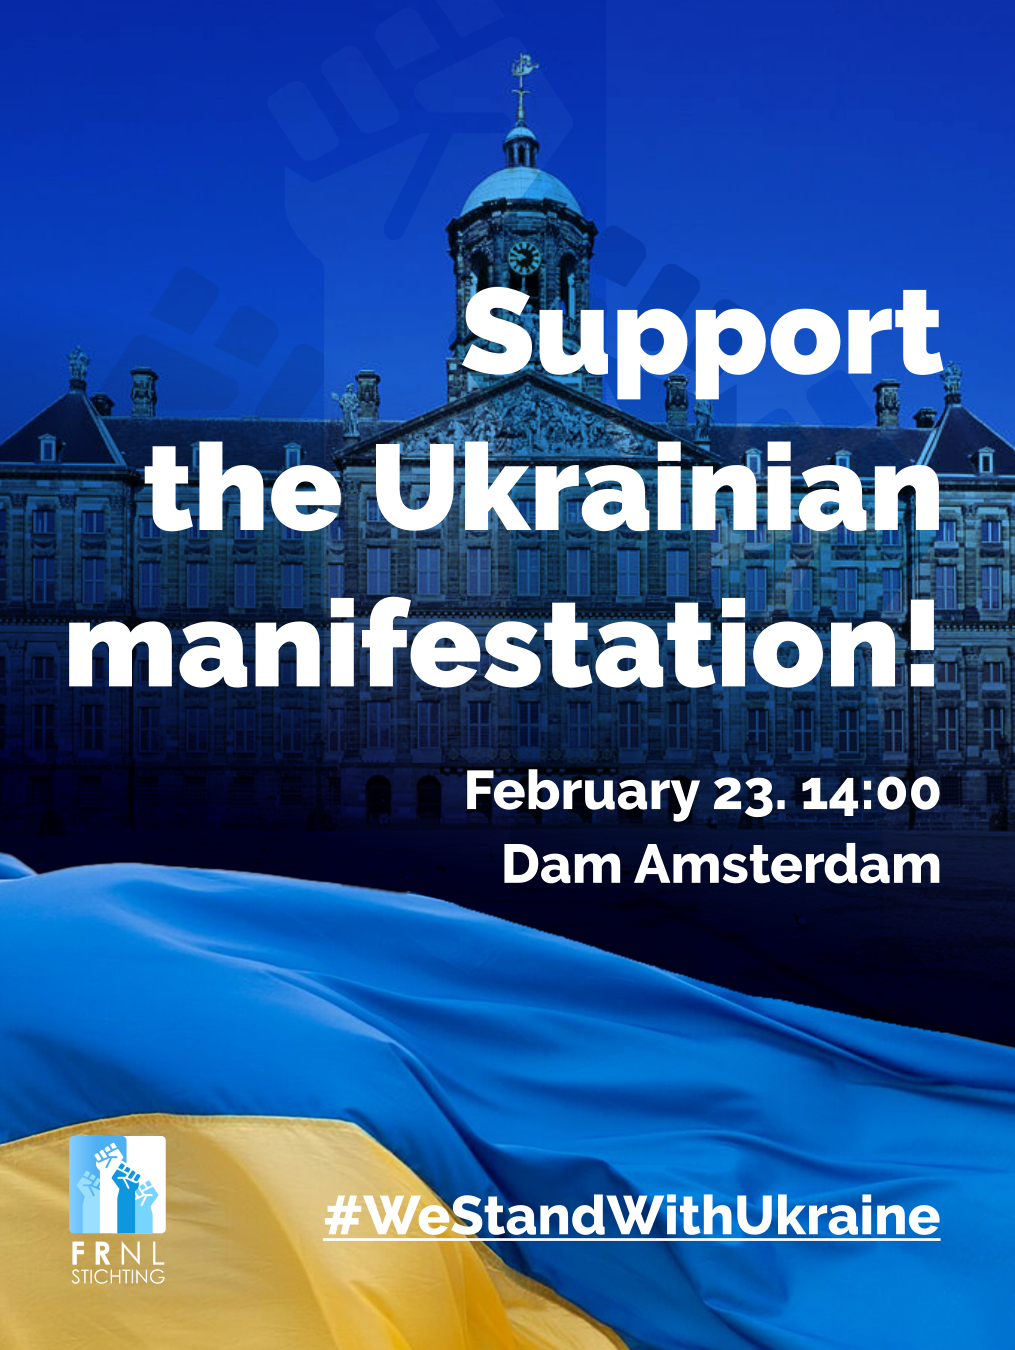 Support
the Ukrainian
manifestation!
February 23. 14:00
Dam Amsterdam
#WeStandWithUkraine
FRNL
STICHTING